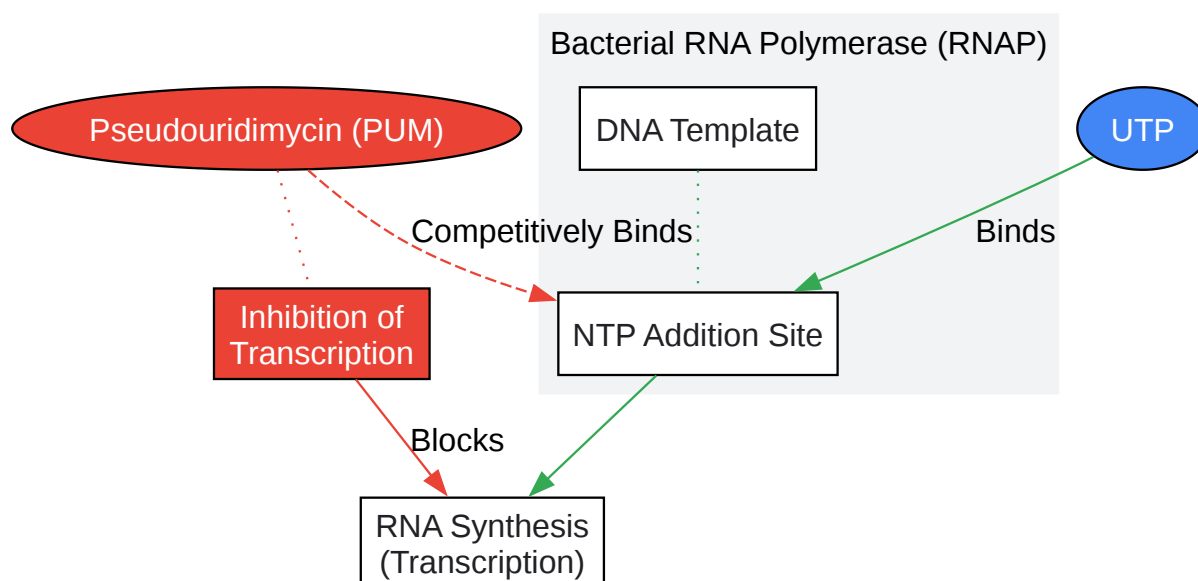 Bacterial RNA Polymerase (RNAP)
Pseudouridimycin (PUM)
DNA Template
UTP
Competitively Binds
Binds
Inhibition of
Transcription
NTP Addition Site
Blocks
RNA Synthesis
(Transcription)